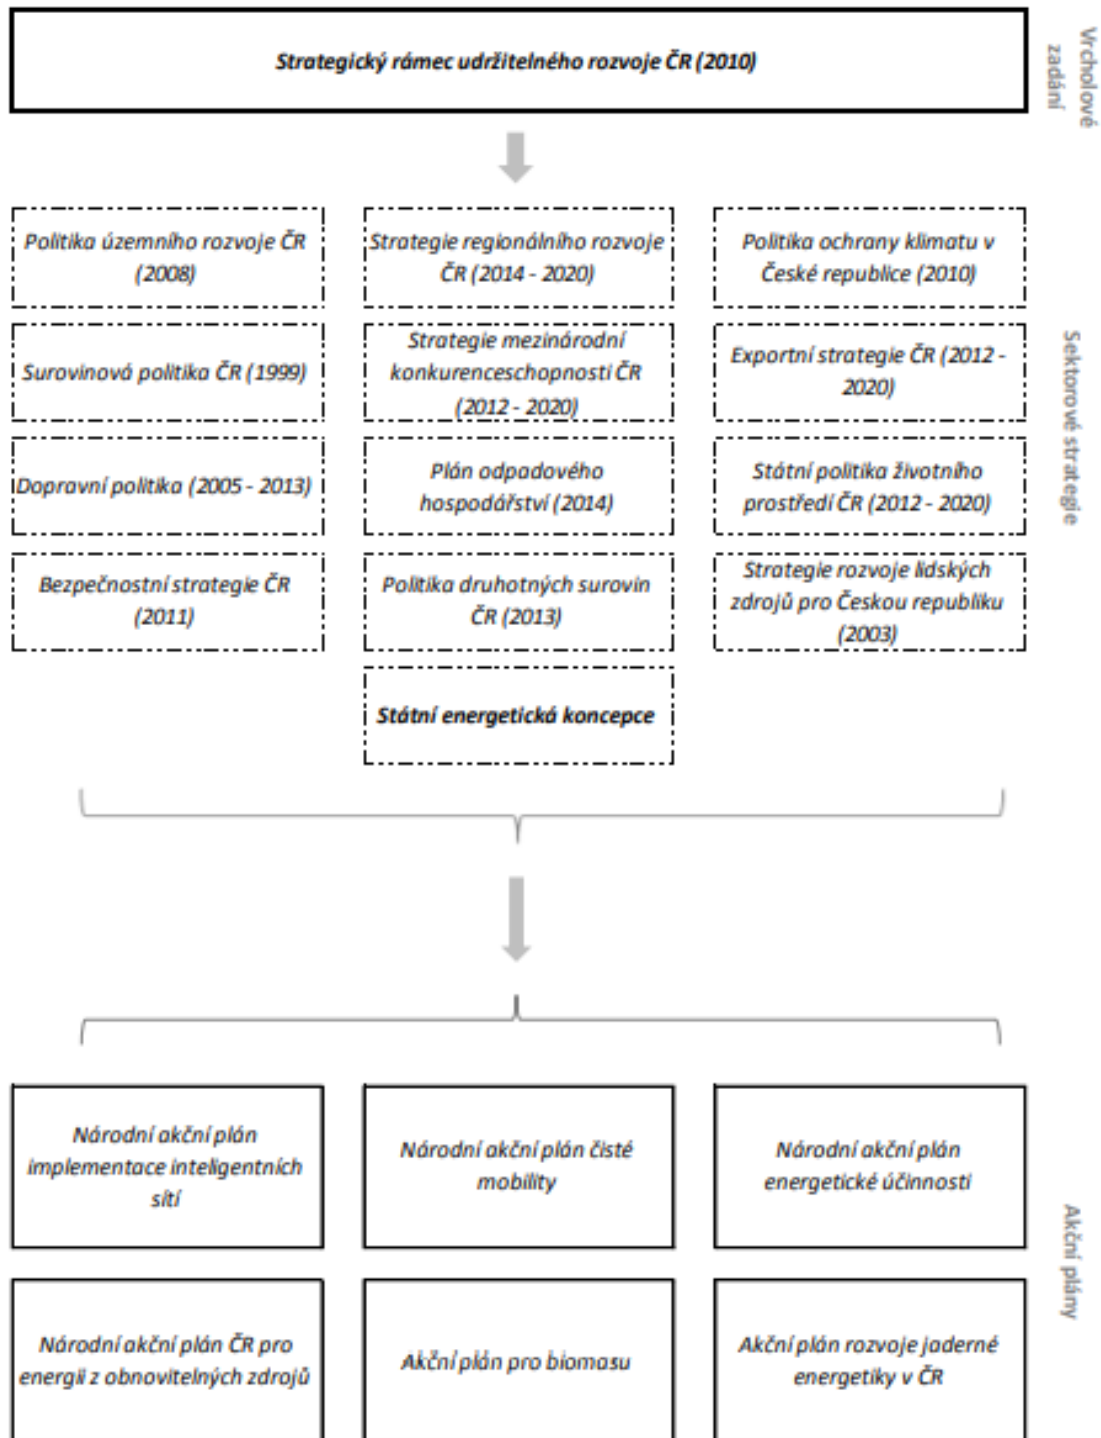 Strategický rámec udržitelného rozvoje ČR (2010)
Vrcholové
zadání
Politika územního rozvoje ČR
(2008)
Strategie regionálního rozvoje
ČR (2014 - 2020)
Politika ochrany klimatu v
České republice (2010)
Surovinová politika ČR (1999)
Strategie mezinárodní
konkurenceschopnosti ČR
(2012 - 2020)
Exportní strategie ČR (2012 -
2020)
Dopravní politika (2005 - 2013)
Plán odpadového
hospodářství (2014)
Státní politika životního
prostředí ČR (2012 - 2020)
Bezpečnostní strategie ČR
(2011)
Politika druhotných surovin
ČR (2013)
Strategie rozvoje lidských
zdrojů pro Českou republiku
(2003)
Státní energetická koncepce
Sektorové strategie
Národní akční plán
implementace inteligentních
sítí
Národní akční plán čisté
mobility
Národní akční plán
energetické účinnosti
Národní akční plán ČR pro
energii z obnovitelných zdrojů
Akční plán pro biomasu
Akční plán rozvoje jaderné
energetiky v ČR
Akční plány